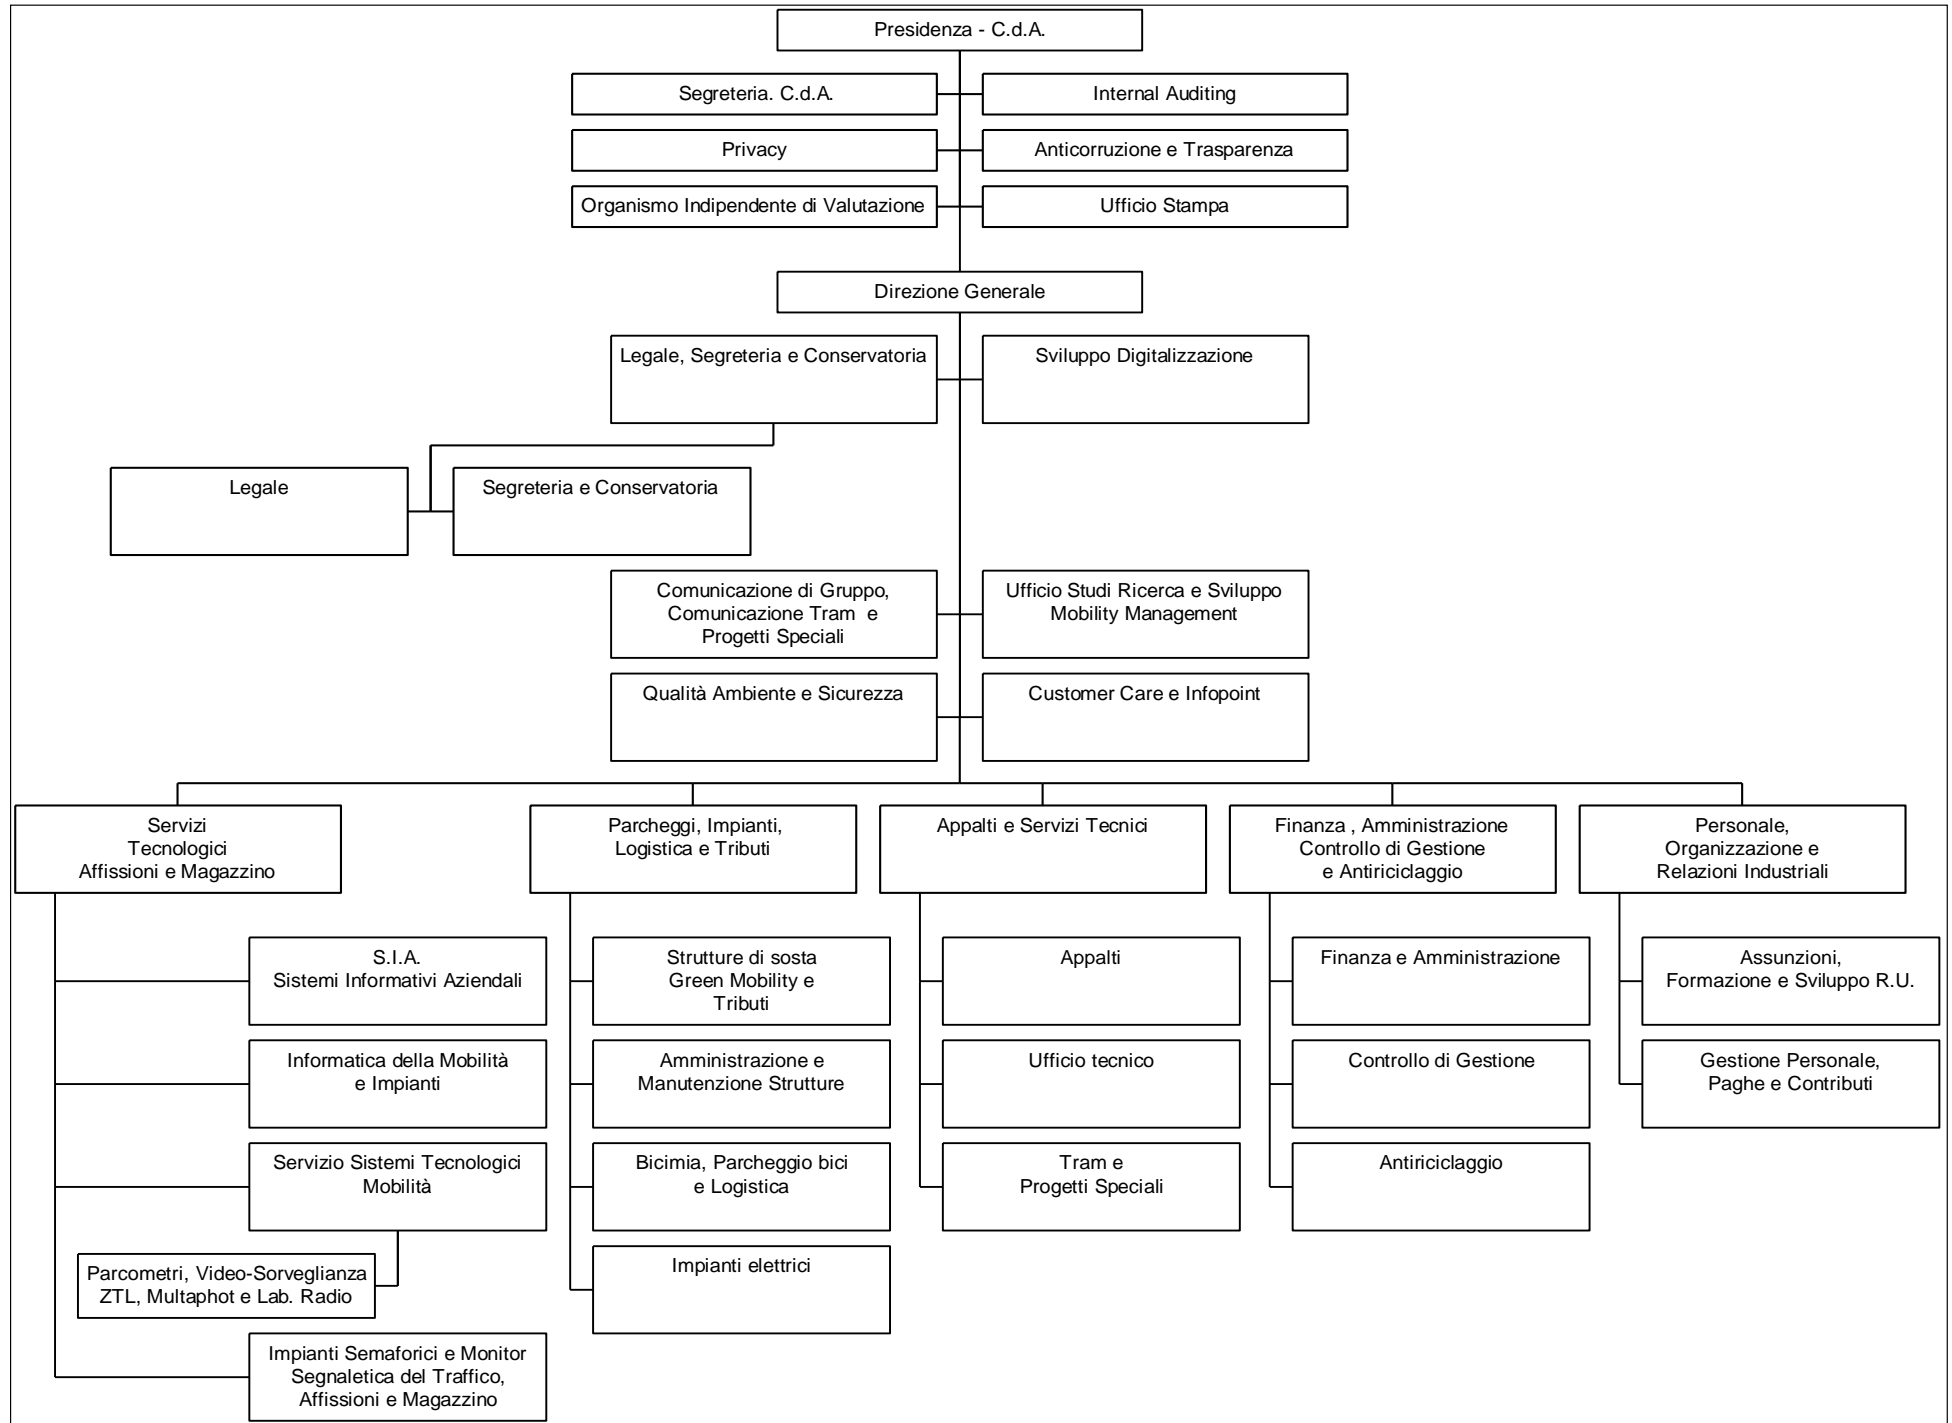 Presidenza - C.d.A.
Segreteria. C.d.A.
Internal Auditing
Privacy
Anticorruzione e Trasparenza
Organismo Indipendente di Valutazione
Ufficio Stampa
Direzione Generale
Legale, Segreteria e Conservatoria
Sviluppo Digitalizzazione
Legale
Segreteria e Conservatoria
Comunicazione di Gruppo,
Comunicazione Tram e
Progetti Speciali
Ufficio Studi Ricerca e Sviluppo
Mobility Management
Qualità Ambiente e Sicurezza
Customer Care e Infopoint
Servizi
Tecnologici
Affissioni e Magazzino
Parcheggi, Impianti,
Logistica e Tributi
Appalti e Servizi Tecnici
Finanza , Amministrazione
Controllo di Gestione
e Antiriciclaggio
Personale,
Organizzazione e
Relazioni Industriali
S.I.A.
Sistemi Informativi Aziendali
Strutture di sosta
Green Mobility e
Tributi
Appalti
Finanza e Amministrazione
Assunzioni,
Formazione e Sviluppo R.U.
Informatica della Mobilità
e Impianti
Amministrazione e
Manutenzione Strutture
Ufficio tecnico
Controllo di Gestione
Gestione Personale,
Paghe e Contributi
Servizio Sistemi Tecnologici
Mobilità
Bicimia, Parcheggio bici
e Logistica
Tram e
Progetti Speciali
Antiriciclaggio
Parcometri, Video-Sorveglianza
ZTL, Multaphot e Lab. Radio
Impianti elettrici
Impianti Semaforici e Monitor
Segnaletica del Traffico,
Affissioni e Magazzino